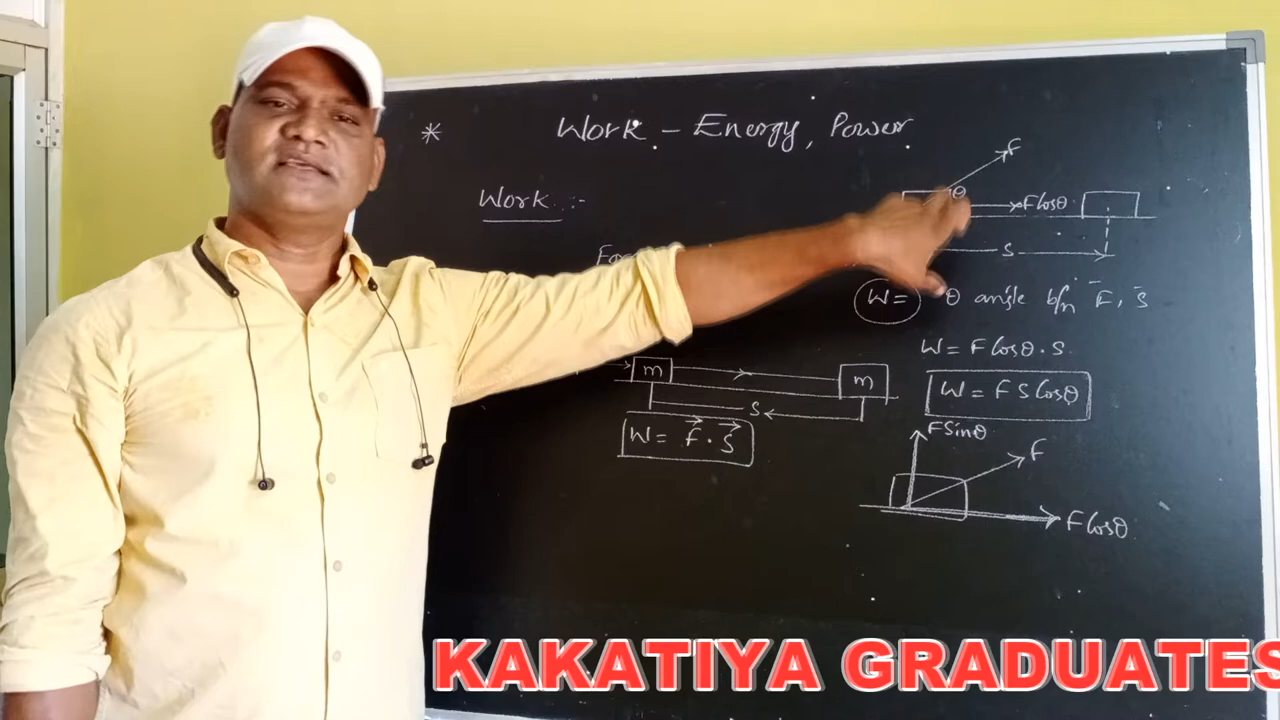 * Work - Energy, Power
Work :-
F
θ
F Cosθ
S
W =
θ angle b/n F̄, S̄
W = F Cosθ . S
m
m
W = F S Cosθ
S
W = F⃗ . S⃗
F Sinθ
F
F Cosθ
KAKATIYA GRADUATES